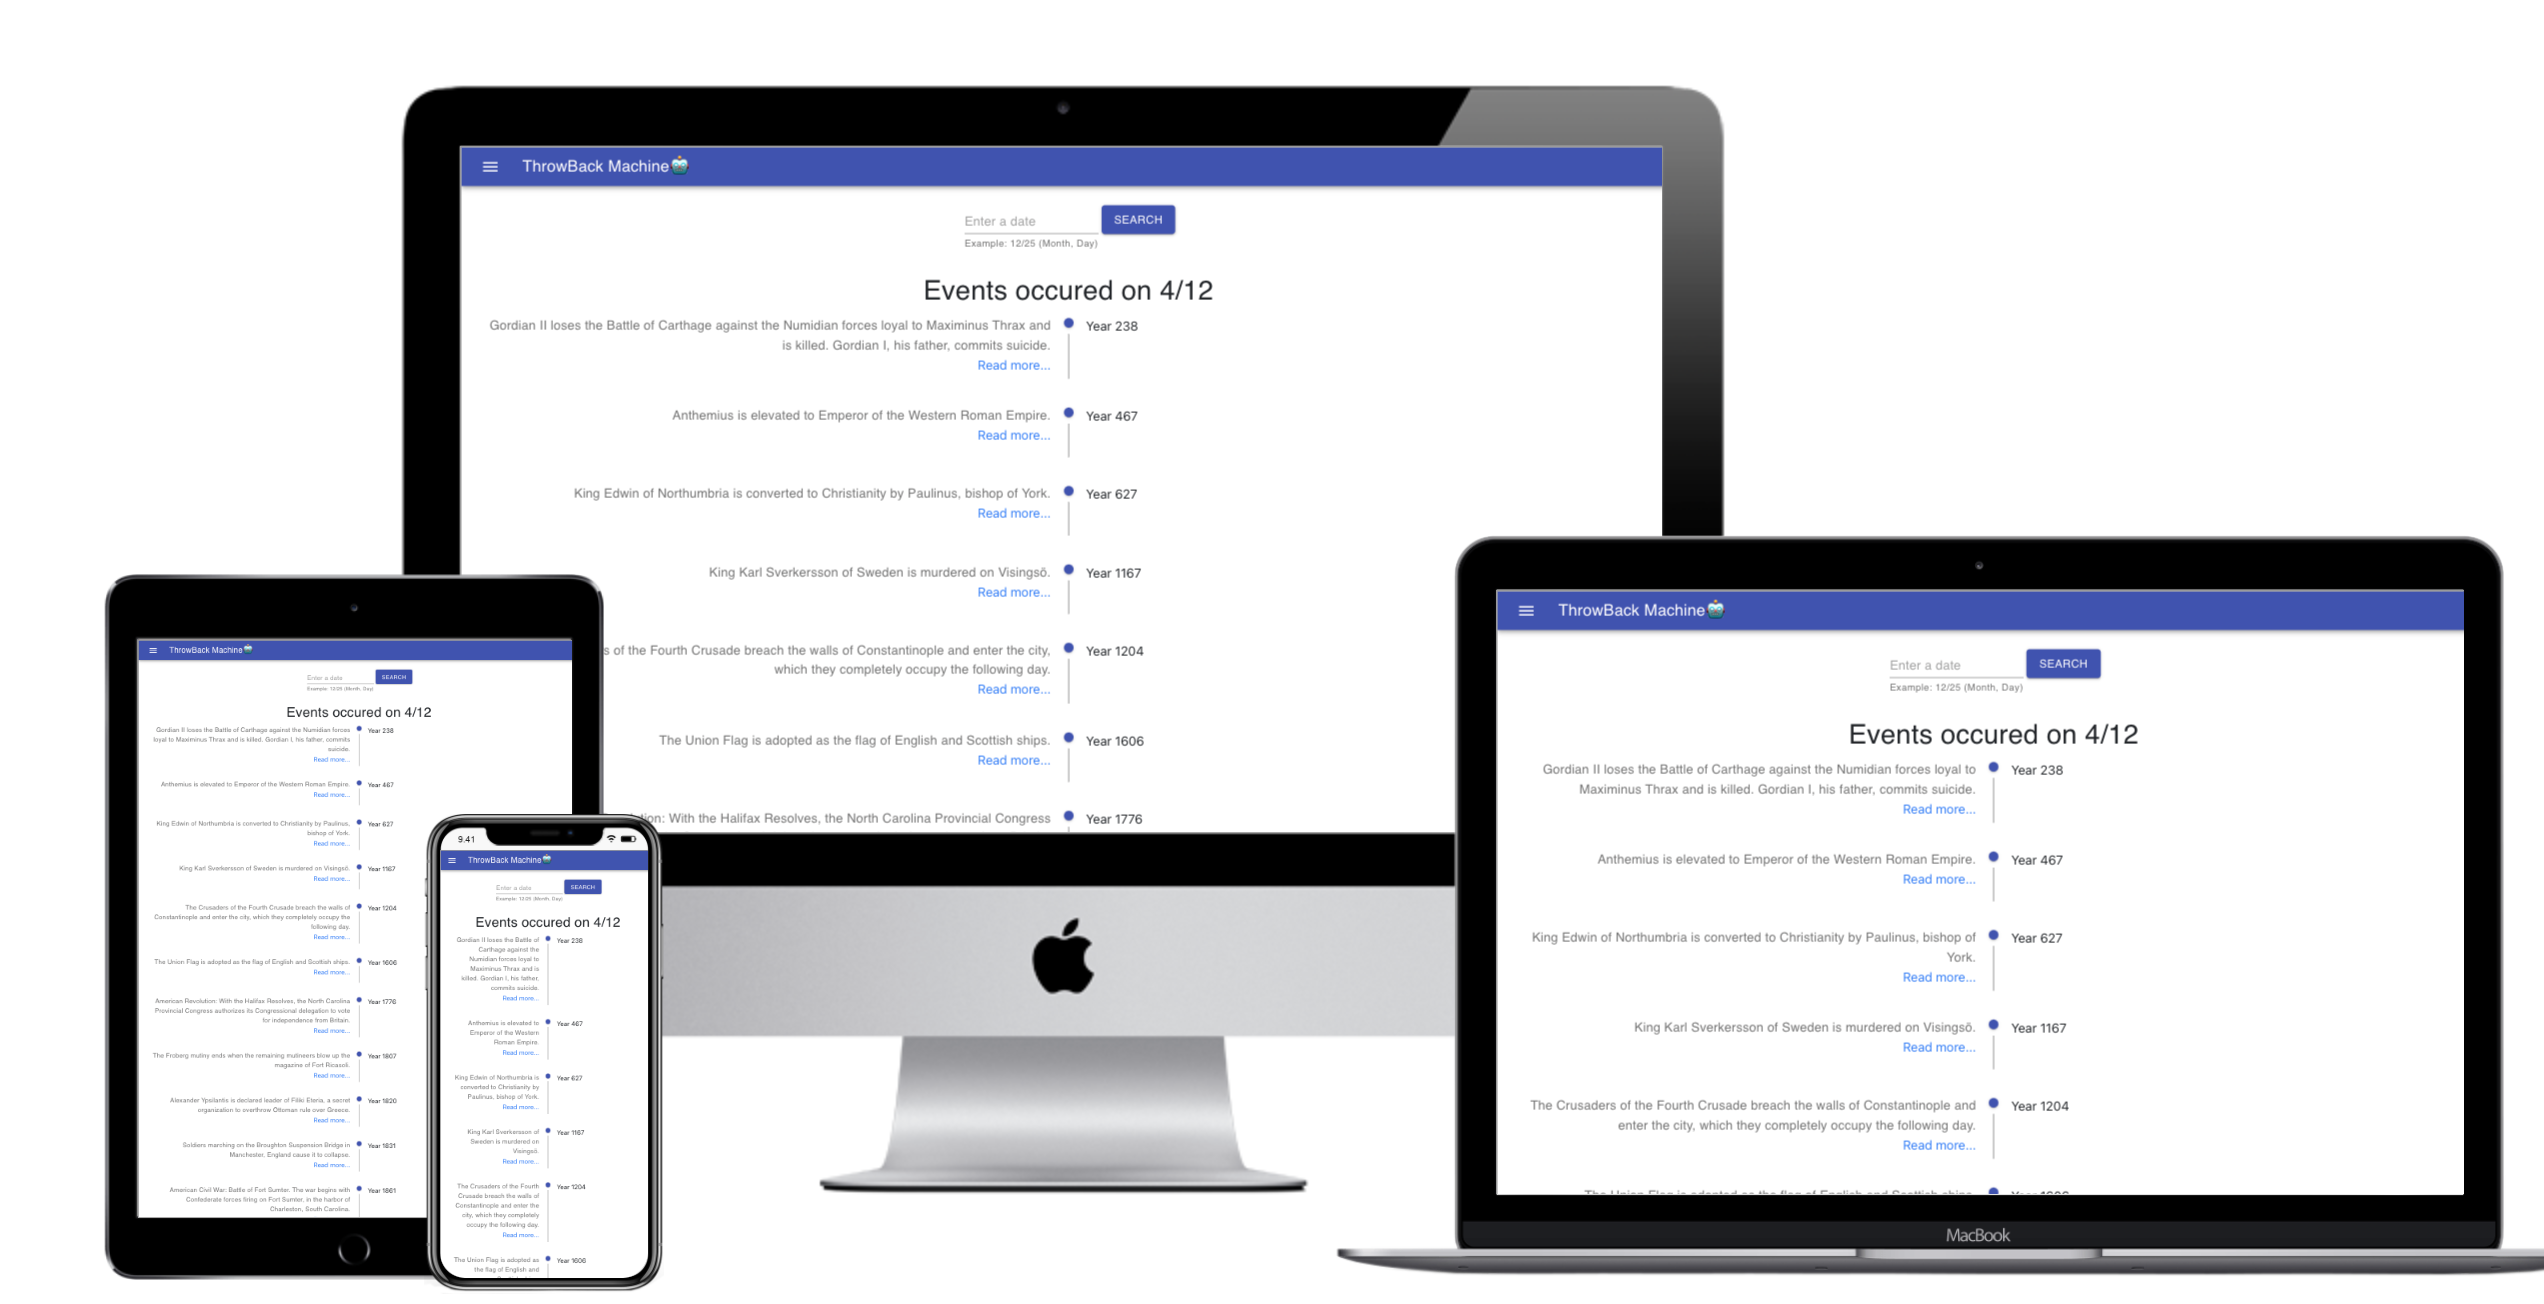 ThrowBack Machine
Enter a date
SEARCH
Example: 12/25 (Month, Day)
Events occured on 4/12
Gordian II loses the Battle of Carthage against the Numidian forces loyal to Maximinus Thrax and
is killed. Gordian I, his father, commits suicide.
Read more...
Year 238
Anthemius is elevated to Emperor of the Western Roman Empire.
Read more...
Year 467
King Edwin of Northumbria is converted to Christianity by Paulinus, bishop of York.
Read more...
Year 627
King Karl Sverkersson of Sweden is murdered on Visingsö.
Read more...
Year 1167
s of the Fourth Crusade breach the walls of Constantinople and enter the city,
which they completely occupy the following day.
Read more...
Year 1204
The Union Flag is adopted as the flag of English and Scottish ships.
Read more...
Year 1606
tion: With the Halifax Resolves, the North Carolina Provincial Congress
Year 1776
ThrowBack Machine
Enter a date
SEARCH
Example: 12/25 (Month, Day)
Events occured on 4/12
Gordian II loses the Battle of Carthage against the Numidian forces
loyal to Maximinus Thrax and is killed. Gordian I, his father, commits
suicide.
Read more...
Year 238
Anthemius is elevated to Emperor of the Western Roman Empire.
Read more...
Year 467
King Edwin of Northumbria is converted to Christianity by Paulinus,
bishop of York.
Read more...
Year 627
King Karl Sverkersson of Sweden is murdered on Visingsö.
Read more...
Year 1167
The Crusaders of the Fourth Crusade breach the walls of
Constantinople and enter the city, which they completely occupy the
following day.
Read more...
Year 1204
The Union Flag is adopted as the flag of English and Scottish ships.
Read more...
Year 1606
American Revolution: With the Halifax Resolves, the North Carolina
Provincial Congress authorizes its Congressional delegation to vote
for independence from Britain.
Read more...
Year 1776
The Froberg mutiny ends when the remaining mutineers blow up the
magazine of Fort Ricasoli.
Read more...
Year 1807
Alexander Ypsilantis is declared leader of Filiki Eteria, a secret
organization to overthrow Ottoman rule over Greece.
Read more...
Year 1820
Soldiers marching on the Broughton Suspension Bridge in
Manchester, England cause it to collapse.
Read more...
Year 1831
American Civil War: Battle of Fort Sumter. The war begins with
Confederate forces firing on Fort Sumter, in the harbor of
Charleston, South Carolina.
Year 1861
9:41
ThrowBack Machine
Enter a date
SEARCH
Example: 12/25 (Month, Day)
Events occured on 4/12
Gordian II loses the Battle of
Carthage against the
Numidian forces loyal to
Maximinus Thrax and is
killed. Gordian I, his father,
commits suicide.
Read more...
Year 238
Anthemius is elevated to
Emperor of the Western
Roman Empire.
Read more...
Year 467
King Edwin of Northumbria is
converted to Christianity by
Paulinus, bishop of York.
Read more...
Year 627
King Karl Sverkersson of
Sweden is murdered on
Visingsö.
Read more...
Year 1167
The Crusaders of the Fourth
Crusade breach the walls of
Constantinople and enter the
city, which they completely
occupy the following day.
Read more...
Year 1204
The Union Flag is adopted as
the flag of English and
Year 1606
ThrowBack Machine
Enter a date
SEARCH
Example: 12/25 (Month, Day)
Events occured on 4/12
Gordian II loses the Battle of Carthage against the Numidian forces loyal to
Maximinus Thrax and is killed. Gordian I, his father, commits suicide.
Read more...
Year 238
Anthemius is elevated to Emperor of the Western Roman Empire.
Read more...
Year 467
King Edwin of Northumbria is converted to Christianity by Paulinus, bishop of
York.
Read more...
Year 627
King Karl Sverkersson of Sweden is murdered on Visingsö.
Read more...
Year 1167
The Crusaders of the Fourth Crusade breach the walls of Constantinople and
enter the city, which they completely occupy the following day.
Read more...
Year 1204
The Union Flag is adopted as the flag of English and Scottish ships.
Year 1606
MacBook